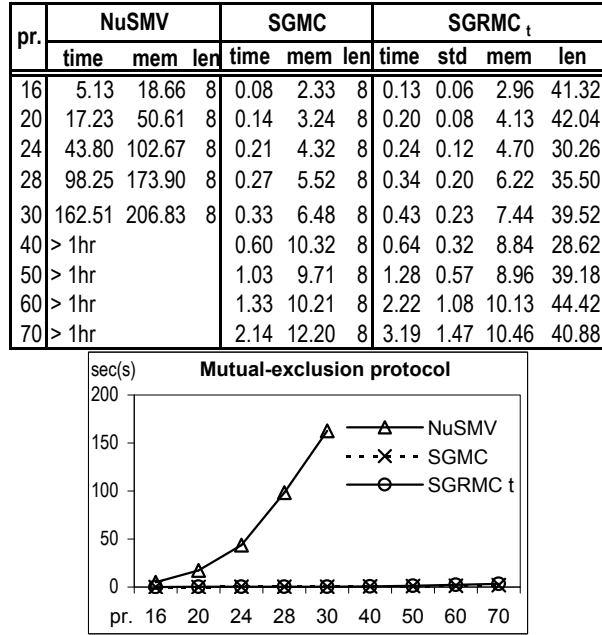 pr. NuSMV SGMC SGRMC t
time mem len time mem len time std mem len
16 5.13 18.66 8 0.08 2.33 8 0.13 0.06 2.96 41.32
20 17.23 50.61 8 0.14 3.24 8 0.20 0.08 4.13 42.04
24 43.80 102.67 8 0.21 4.32 8 0.24 0.12 4.70 30.26
28 98.25 173.90 8 0.27 5.52 8 0.34 0.20 6.22 35.50
30 162.51 206.83 8 0.33 6.48 8 0.43 0.23 7.44 39.52
40 > 1hr 0.60 10.32 8 0.64 0.32 8.84 28.62
50 > 1hr 1.03 9.71 8 1.28 0.57 8.96 39.18
60 > 1hr 1.33 10.21 8 2.22 1.08 10.13 44.42
70 > 1hr 2.14 12.20 8 3.19 1.47 10.46 40.88
sec(s) Mutual-exclusion protocol
200
150
100
50
0
NuSMV
SGMC
SGRMC t
pr. 16 20 24 28 30 40 50 60 70